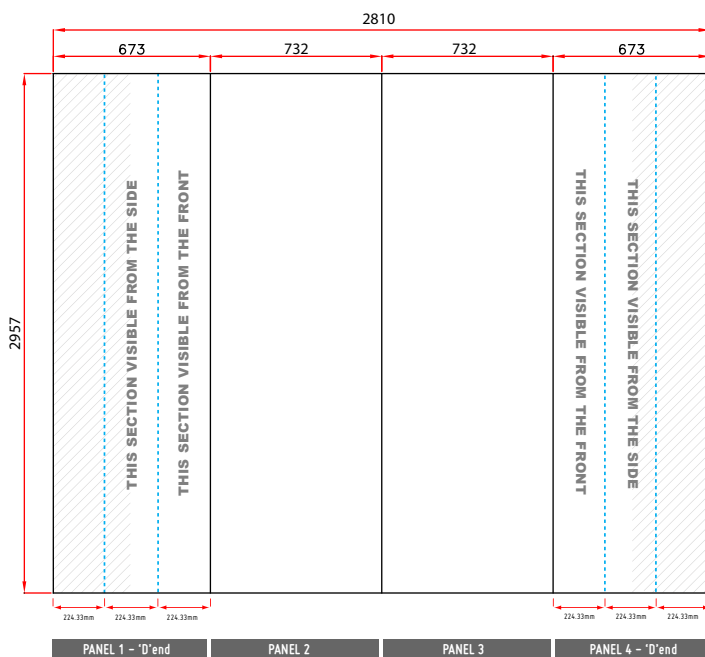 2810
673
732
732
673
2957
THIS SECTION VISIBLE FROM THE SIDE
THIS SECTION VISIBLE FROM THE FRONT
THIS SECTION VISIBLE FROM THE FRONT
THIS SECTION VISIBLE FROM THE SIDE
224.33mm
224.33mm
224.33mm
224.33mm
224.33mm
224.33mm
PANEL 1 - 'D'end
PANEL 2
PANEL 3
PANEL 4 - 'D'end